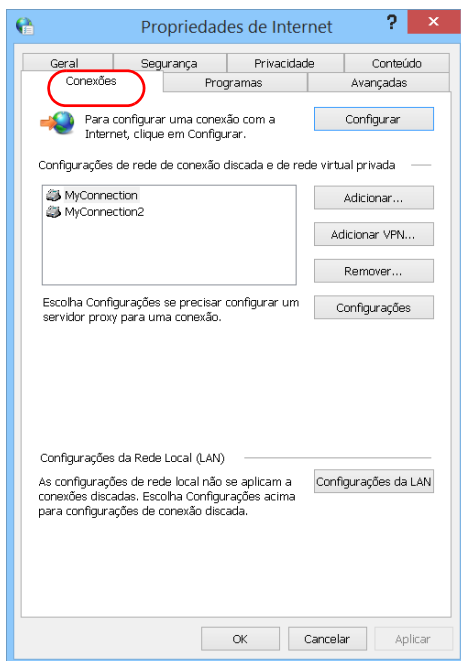 Propriedades de Internet
?
×
Geral Segurança Privacidade Conteúdo
Conexões Programas Avançadas
Para configurar uma conexão com a
Internet, clique em Configurar.
Configurar
Configurações de rede de conexão discada e de rede virtual privada
MyConnection
MyConnection2
Adicionar...
Adicionar VPN...
Remover...
Escolha Configurações se precisar configurar um
servidor proxy para uma conexão.
Configurações
Configurações da Rede Local (LAN)
As configurações de rede local não se aplicam a
conexões discadas. Escolha Configurações acima
para configurações de conexão discada.
Configurações da LAN
OK Cancelar Aplicar